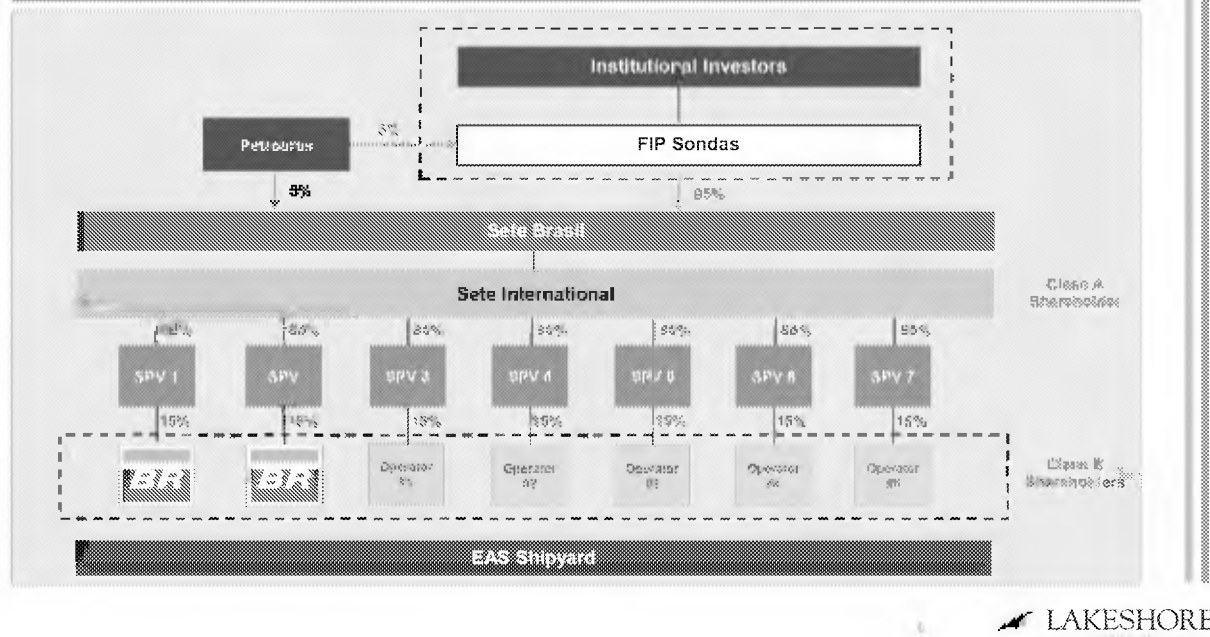 Institutional Investors
Petrobras
5%
FIP Sondas
5%
95%
Sete Brasil
Sete International
Class A
Shareholder
85% 85% 85% 85% 85%
SPV 1 SPV SPV 3 SPV 4 SPV 6 SPV 7
15% 15% 15% 15% 15%
BR BR Operator Operator Operator Operator Operator
Class B
Shareholders
EAS Shipyard
LAKESHORE